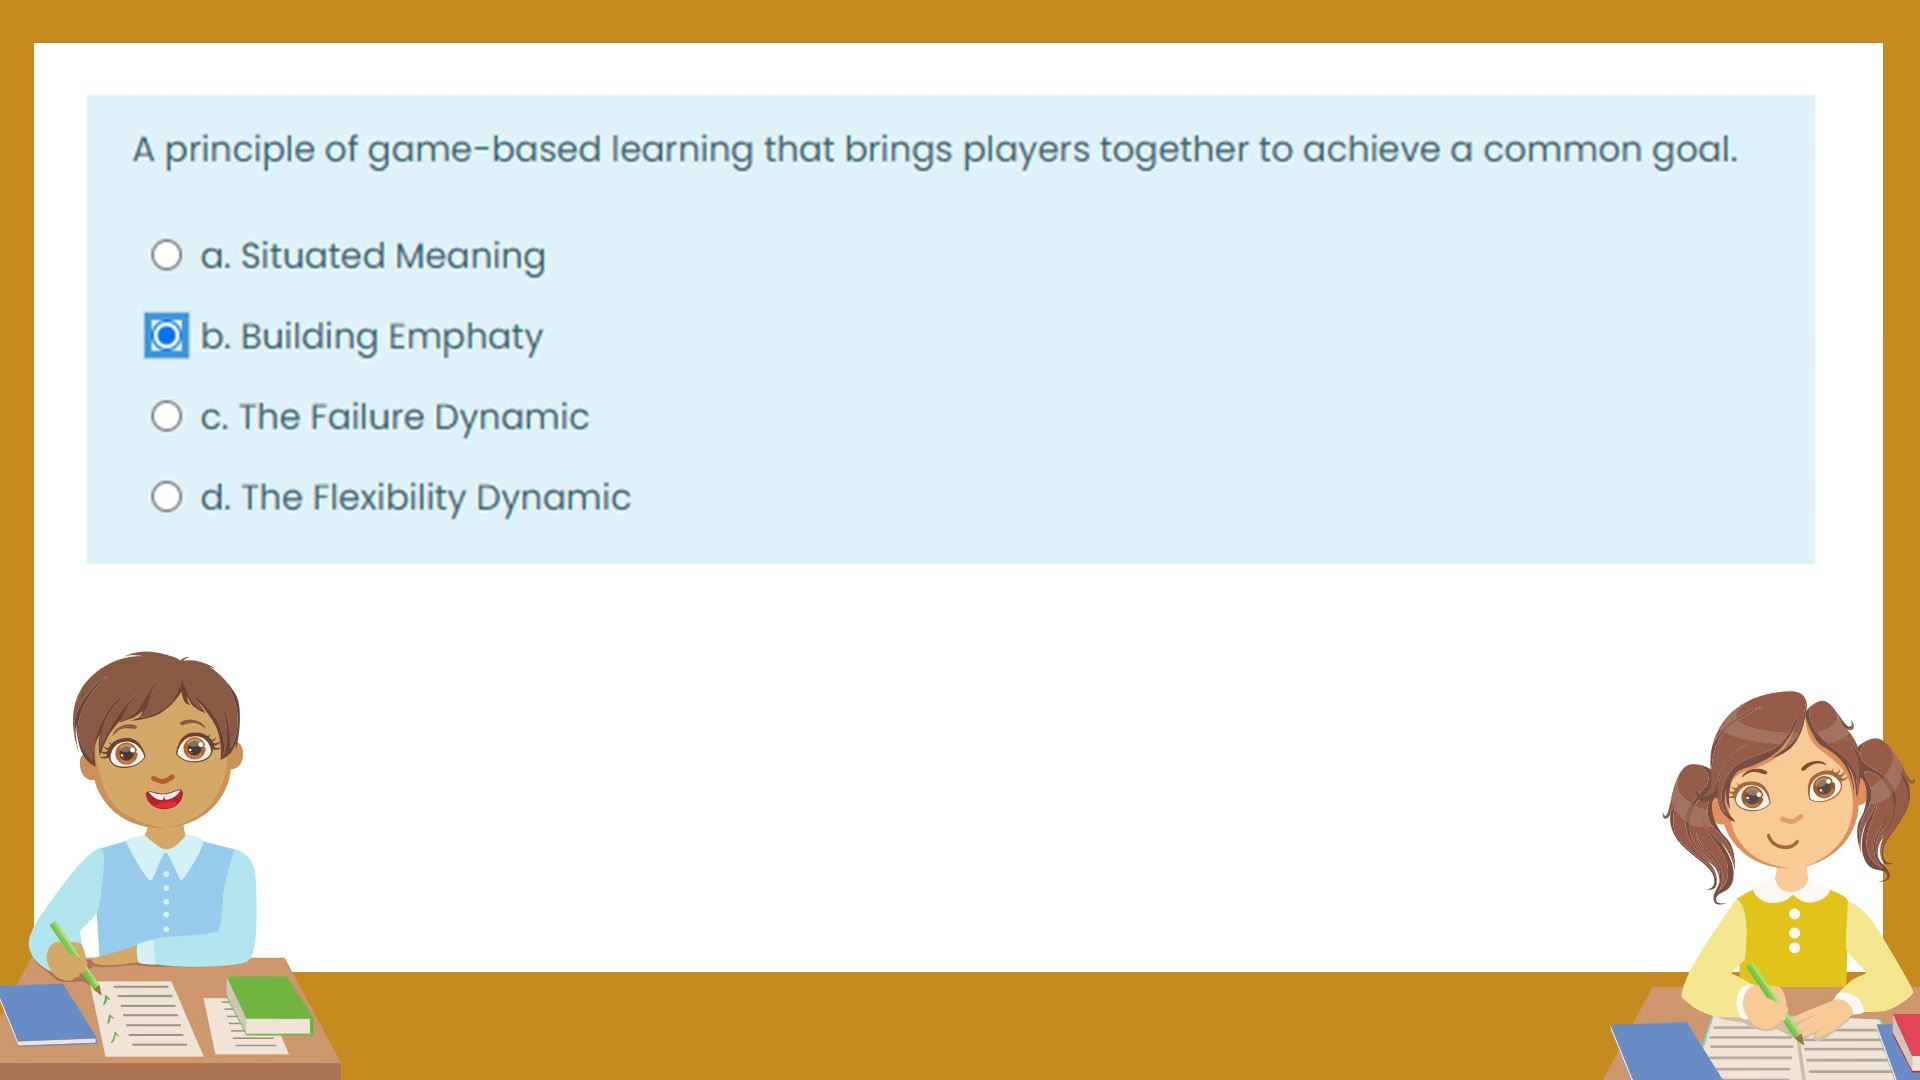 A principle of game-based learning that brings players together to achieve a common goal.
a. Situated Meaning
b. Building Emphaty
c. The Failure Dynamic
d. The Flexibility Dynamic